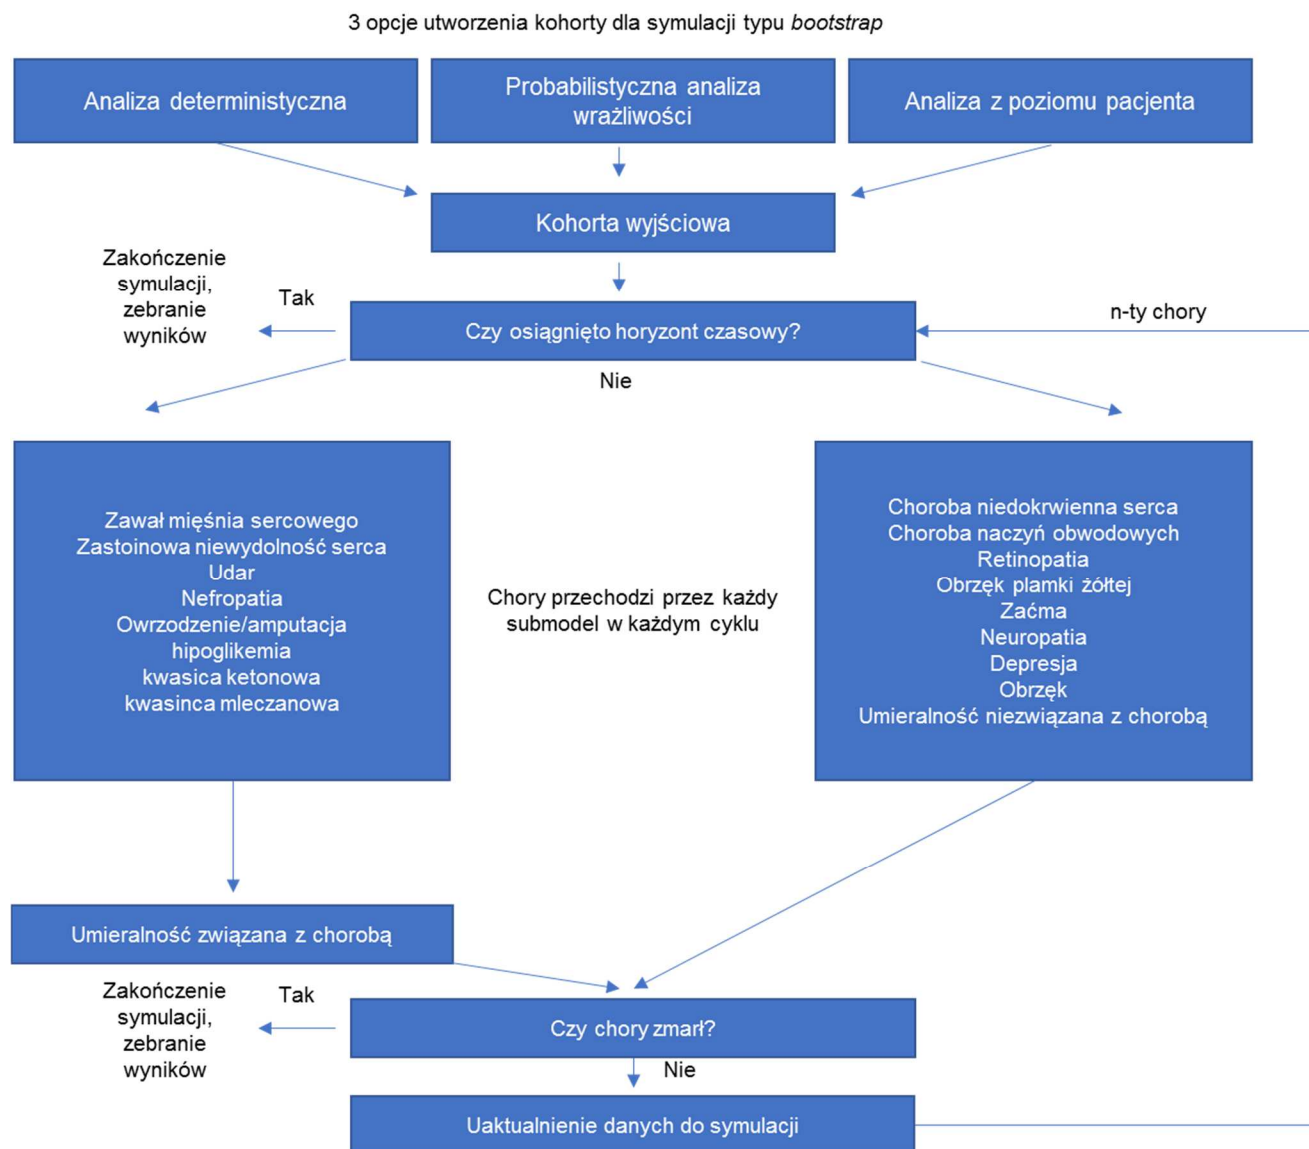 3 opcje utworzenia kohorty dla symulacji typu bootstrap
Analiza deterministyczna
Probabilistyczna analiza
wrażliwości
Analiza z poziomu pacjenta
Kohorta wyjściowa
Zakończenie
symulacji,
zebranie
wyników
Tak
Czy osiągnięto horyzont czasowy?
n-ty chory
Nie
Zawał mięśnia sercowego
Zastoinowa niewydolność serca
Udar
Nefropatia
Owrzodzenie/amputacja
hipoglikemia
kwasica ketonowa
kwasinca mleczanowa
Chory przechodzi przez każdy
submodel w każdym cyklu
Choroba niedokrwienna serca
Choroba naczyń obwodowych
Retinopatia
Obrzęk plamki żółtej
Zaćma
Neuropatia
Depresja
Obrzęk
Umieralność niezwiązana z chorobą
Umieralność związana z chorobą
Zakończenie
symulacji,
zebranie
wyników
Tak
Czy chory zmarł?
Nie
Uaktualnienie danych do symulacji